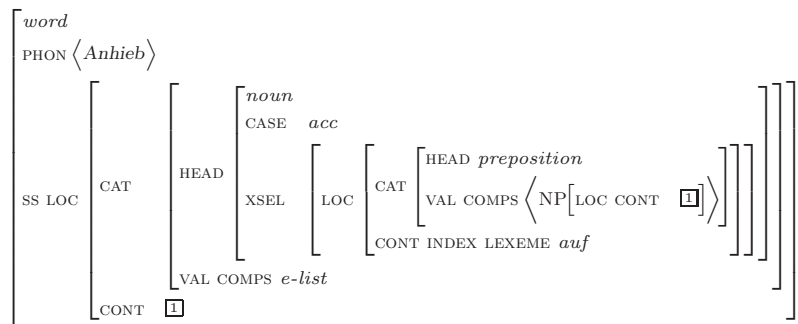 word
PHON ⟨Anhieb⟩
noun
CASE acc
HEAD preposition
SS LOC CAT HEAD XSEL LOC CAT VAL COMPS ⟨NP[LOC CONT 1]⟩
CONT INDEX LEXEME auf
VAL COMPS e-list
CONT 1